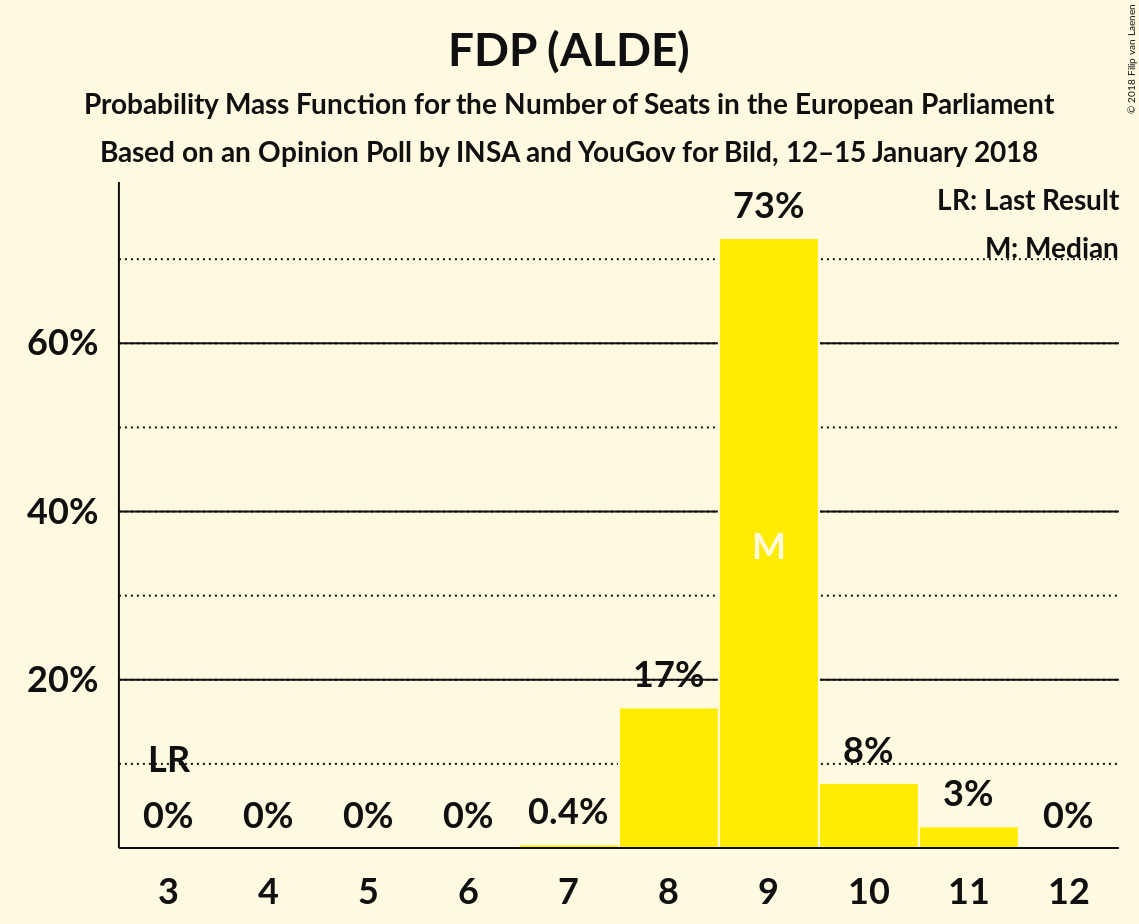 FDP (ALDE)
Probability Mass Function for the Number of Seats in the European Parliament
Based on an Opinion Poll by INSA and YouGov for Bild, 12–15 January 2018
© 2018 Filip van Laenen
LR: Last Result
M: Median
73%
60%
40%
M
20%
17%
LR
8%
3%
0%
0%
0%
0%
0.4%
0%
3
4
5
6
7
8
9
10
11
12